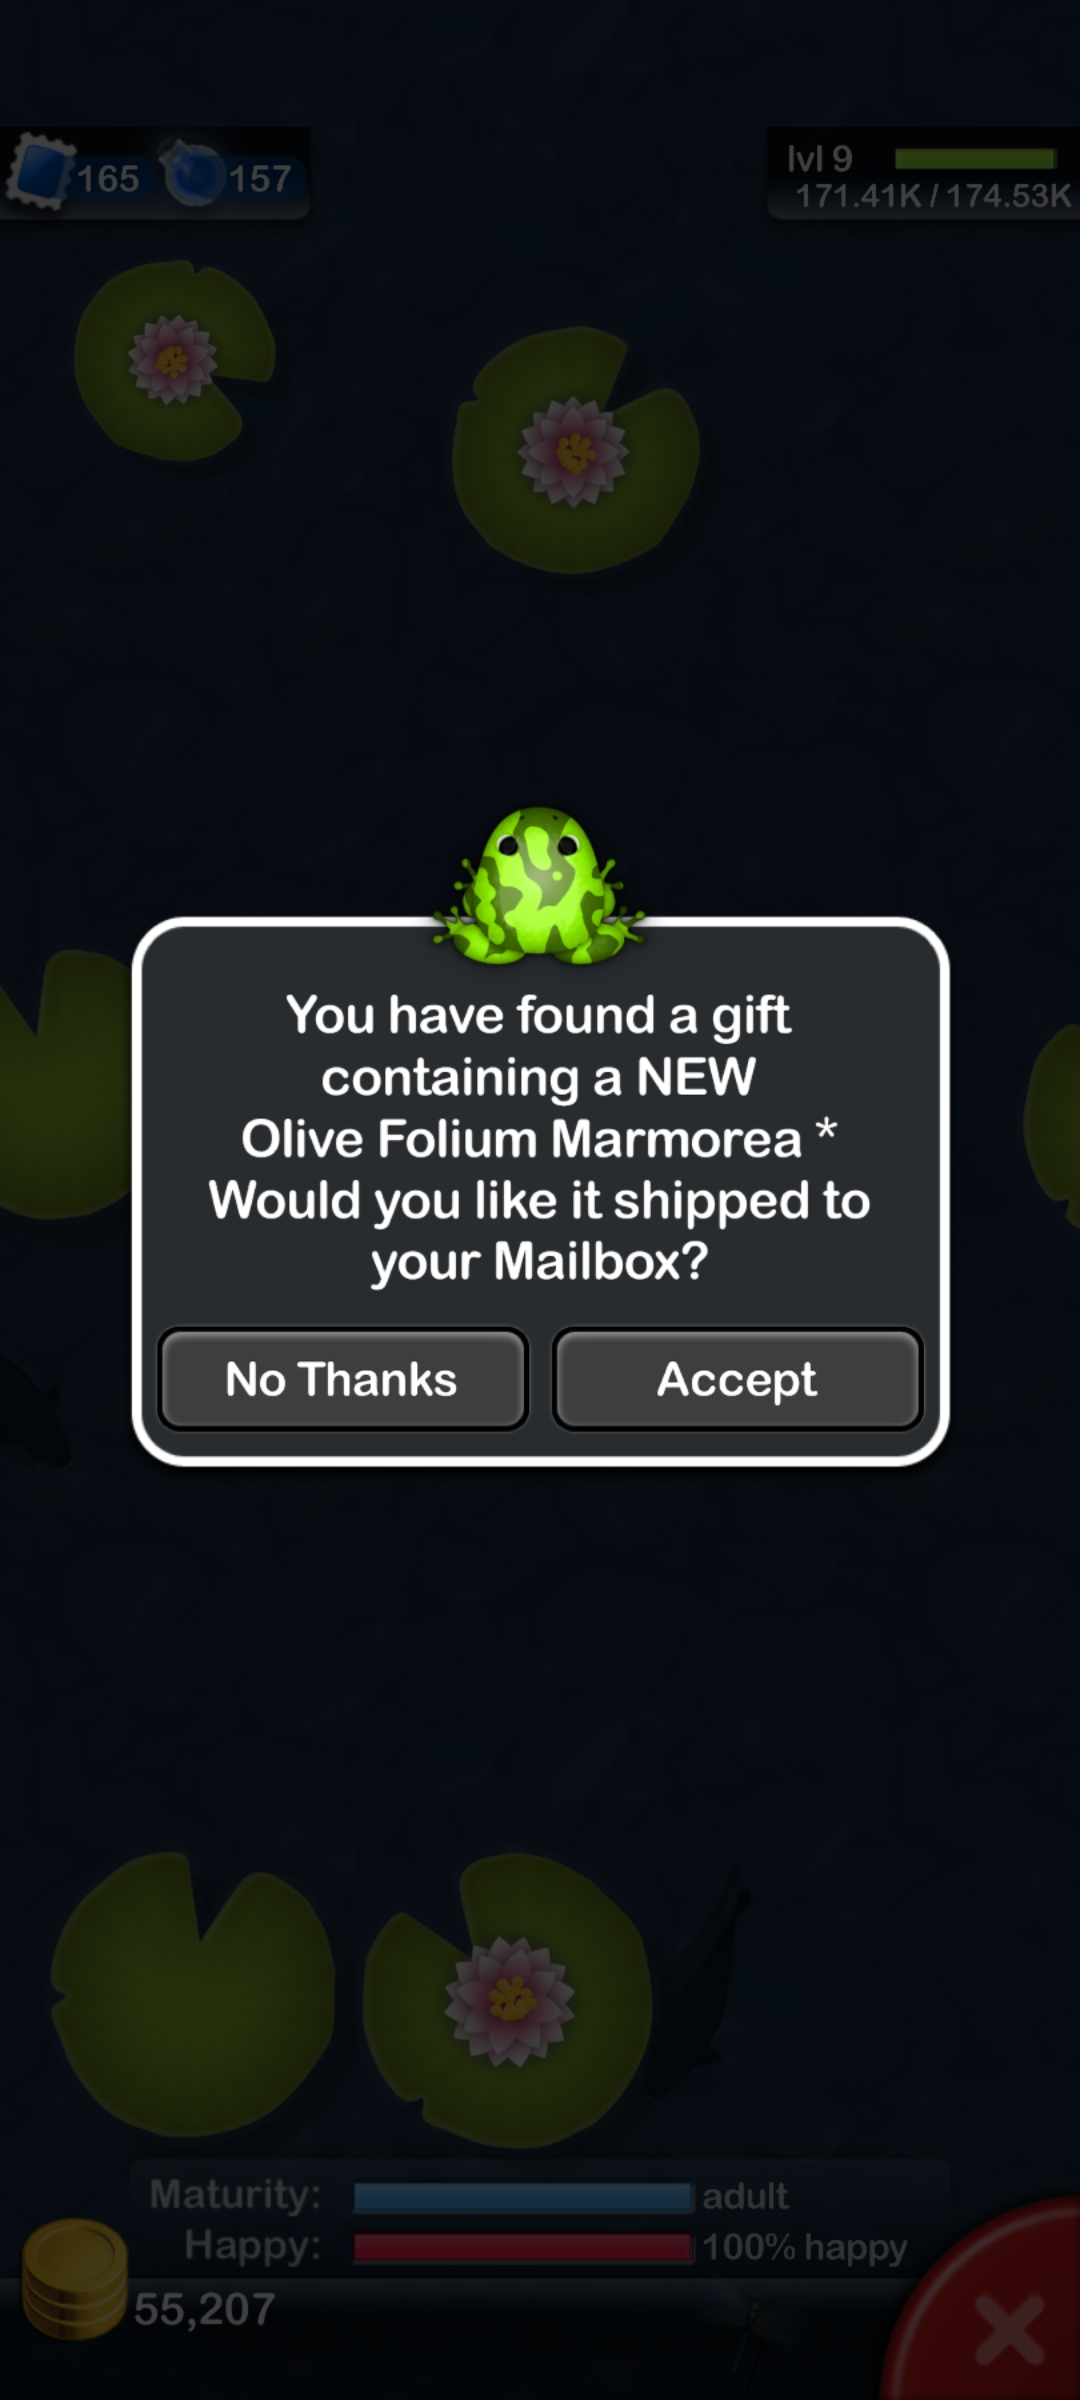 165 157
lvl 9
171.41K / 174.53K
You have found a gift
containing a NEW
Olive Folium Marmorea *
Would you like it shipped to
your Mailbox?
No Thanks Accept
Maturity: adult
Happy: 100% happy
55,207